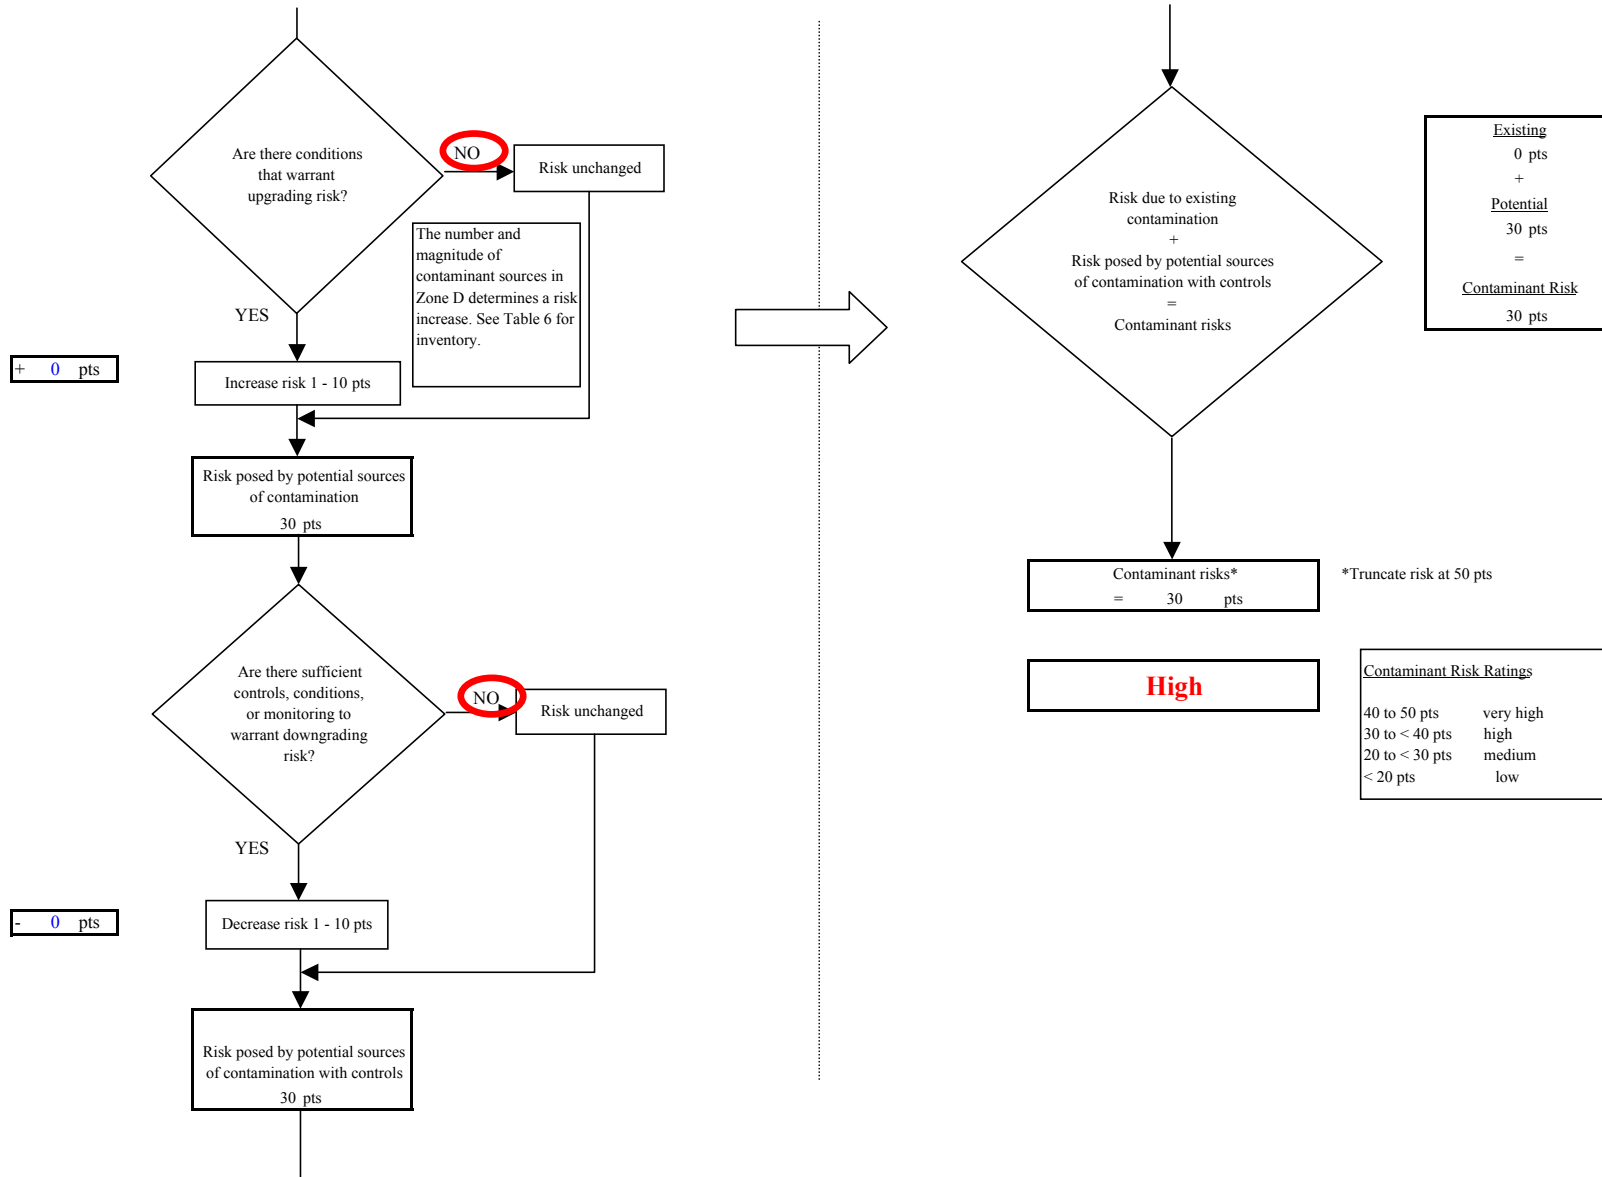 Are there conditions
that warrant
upgrading risk?
NO
Risk unchanged
The number and
magnitude of
contaminant sources in
Zone D determines a risk
increase. See Table 6 for
inventory.
YES
+ 0 pts
Increase risk 1 - 10 pts
Risk posed by potential sources
of contamination
30 pts
Are there sufficient
controls, conditions,
or monitoring to
warrant downgrading
risk?
NO
Risk unchanged
YES
- 0 pts
Decrease risk 1 - 10 pts
Risk posed by potential sources
of contamination with controls
30 pts
Risk due to existing
contamination
+
Risk posed by potential sources
of contamination with controls
=
Contaminant risks
Existing
0 pts
+
Potential
30 pts
=
Contaminant Risk
30 pts
Contaminant risks*
= 30 pts
*Truncate risk at 50 pts
High
Contaminant Risk Ratings
40 to 50 pts very high
30 to < 40 pts high
20 to < 30 pts medium
< 20 pts low